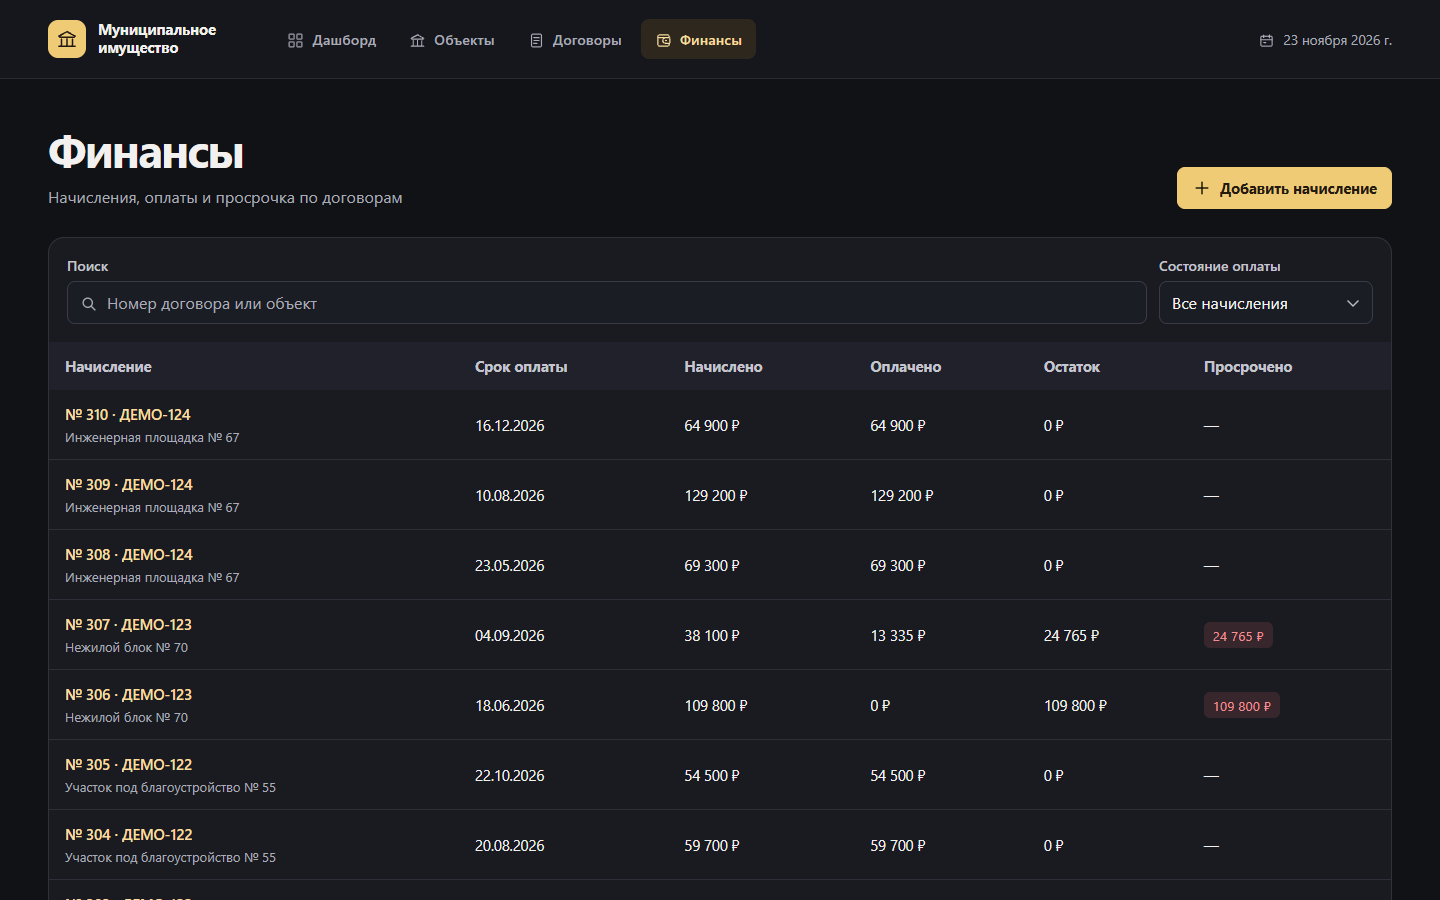 Муниципальное
имущество
Дашборд
Объекты
Договоры
Финансы
23 ноября 2026 г.
Финансы
Начисления, оплаты и просрочка по договорам
Добавить начисление
Поиск
Состояние оплаты
Номер договора или объект
Все начисления
Начисление Срок оплаты Начислено Оплачено Остаток Просрочено
№ 310 · ДЕМО-124
Инженерная площадка № 67
16.12.2026 64 900 ₽ 64 900 ₽ 0 ₽ —
№ 309 · ДЕМО-124
Инженерная площадка № 67
10.08.2026 129 200 ₽ 129 200 ₽ 0 ₽ —
№ 308 · ДЕМО-124
Инженерная площадка № 67
23.05.2026 69 300 ₽ 69 300 ₽ 0 ₽ —
№ 307 · ДЕМО-123
Нежилой блок № 70
04.09.2026 38 100 ₽ 13 335 ₽ 24 765 ₽ 24 765 ₽
№ 306 · ДЕМО-123
Нежилой блок № 70
18.06.2026 109 800 ₽ 0 ₽ 109 800 ₽ 109 800 ₽
№ 305 · ДЕМО-122
Участок под благоустройство № 55
22.10.2026 54 500 ₽ 54 500 ₽ 0 ₽ —
№ 304 · ДЕМО-122
Участок под благоустройство № 55
20.08.2026 59 700 ₽ 59 700 ₽ 0 ₽ —